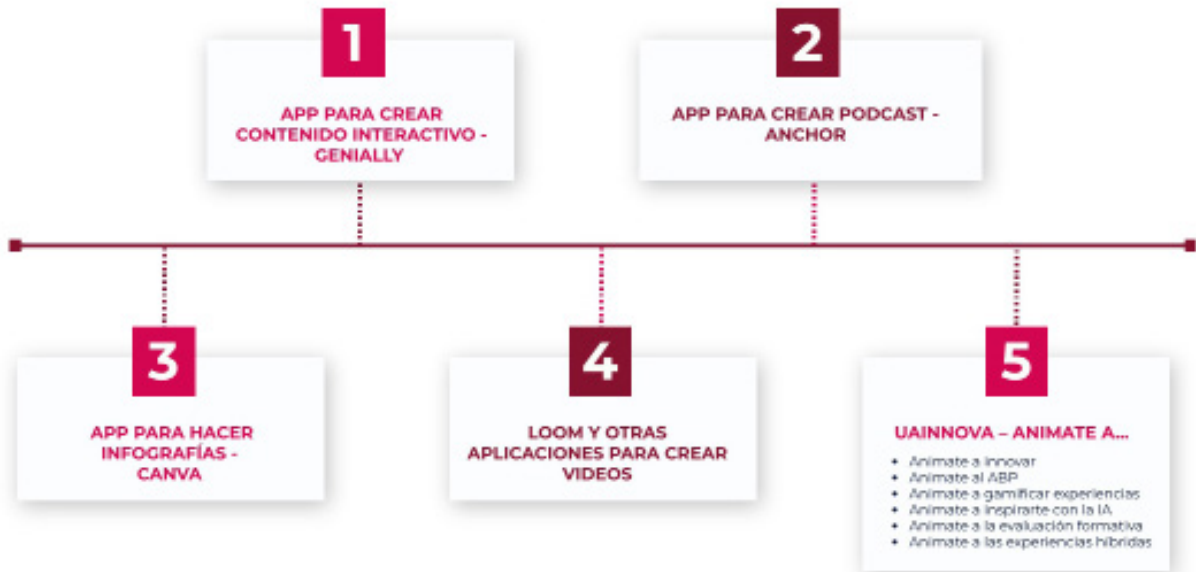 1
APP PARA CREAR
CONTENIDO INTERACTIVO -
GENIALLY
2
APP PARA CREAR PODCAST -
ANCHOR
3
APP PARA HACER
INFOGRAFÍAS -
CANVA
4
LOOM Y OTRAS
APLICACIONES PARA CREAR
VIDEOS
5
UAINNOVA – ANIMATE A...
• Animate a innovar
• Animate al ABP
• Animate a gamificar experiencias
• Animate a inspirarte con la IA
• Animate a la evaluación formativa
• Animate a las experiencias híbridas